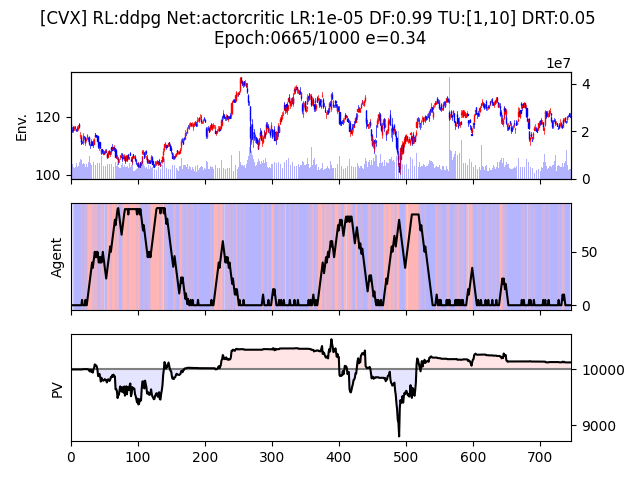 [CVX] RL:ddpg Net:actorcritic LR:1e-05 DF:0.99 TU:[1,10] DRT:0.05
Epoch:0665/1000 e=0.34
1e7
Env.
120
100
4
2
0
Agent
50
0
PV
10000
9000
0 100 200 300 400 500 600 700